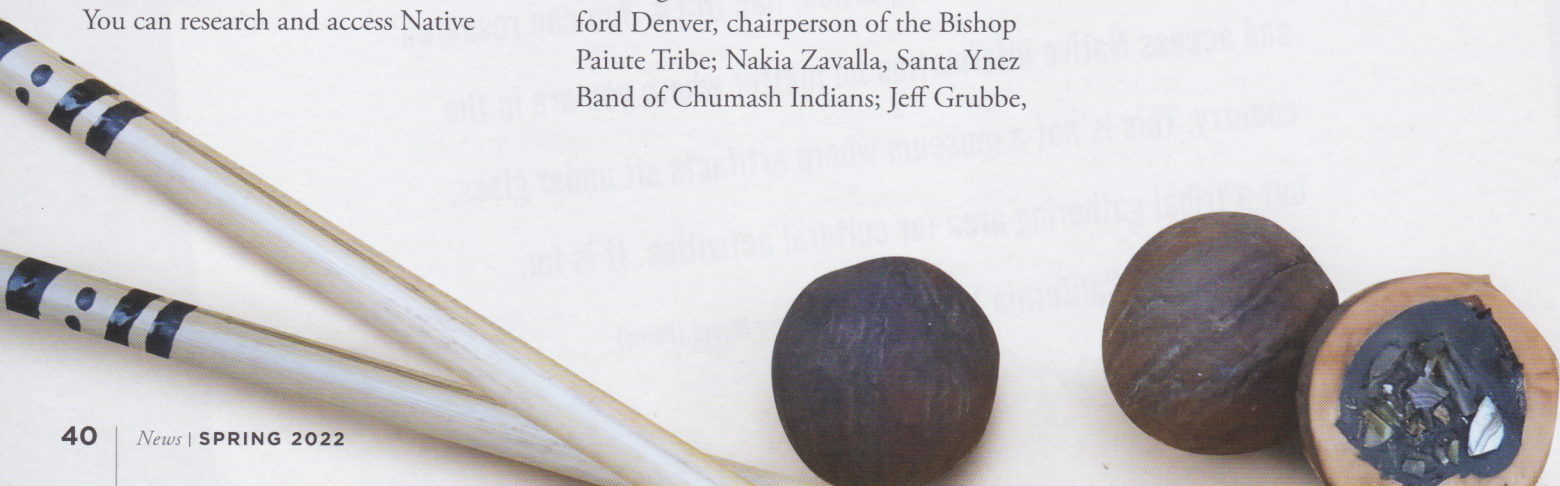 You can research and access Native
ford Denver, chairperson of the Bishop
Paiute Tribe; Nakia Zavalla, Santa Ynez
Band of Chumash Indians; Jeff Grubbe,
40 | News | SPRING 2022